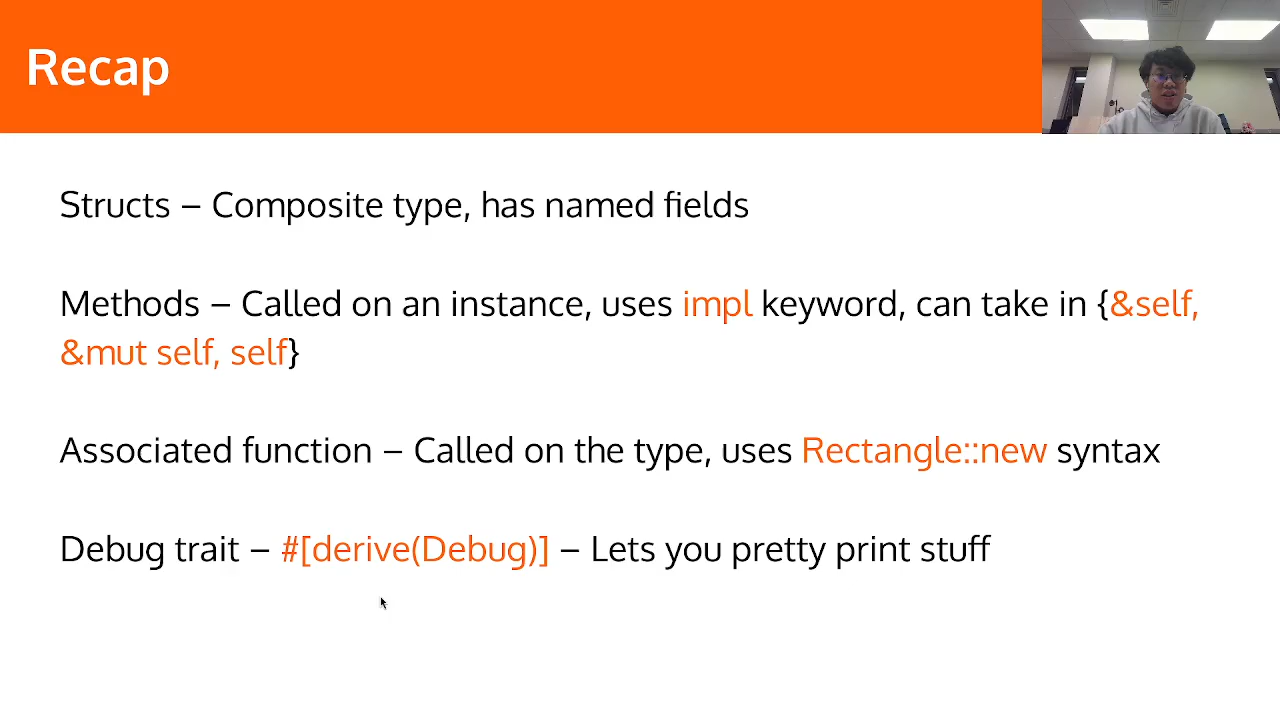 Recap
Structs – Composite type, has named fields
Methods – Called on an instance, uses impl keyword, can take in {&self,
&mut self, self}
Associated function – Called on the type, uses Rectangle::new syntax
Debug trait – #[derive(Debug)] – Lets you pretty print stuff